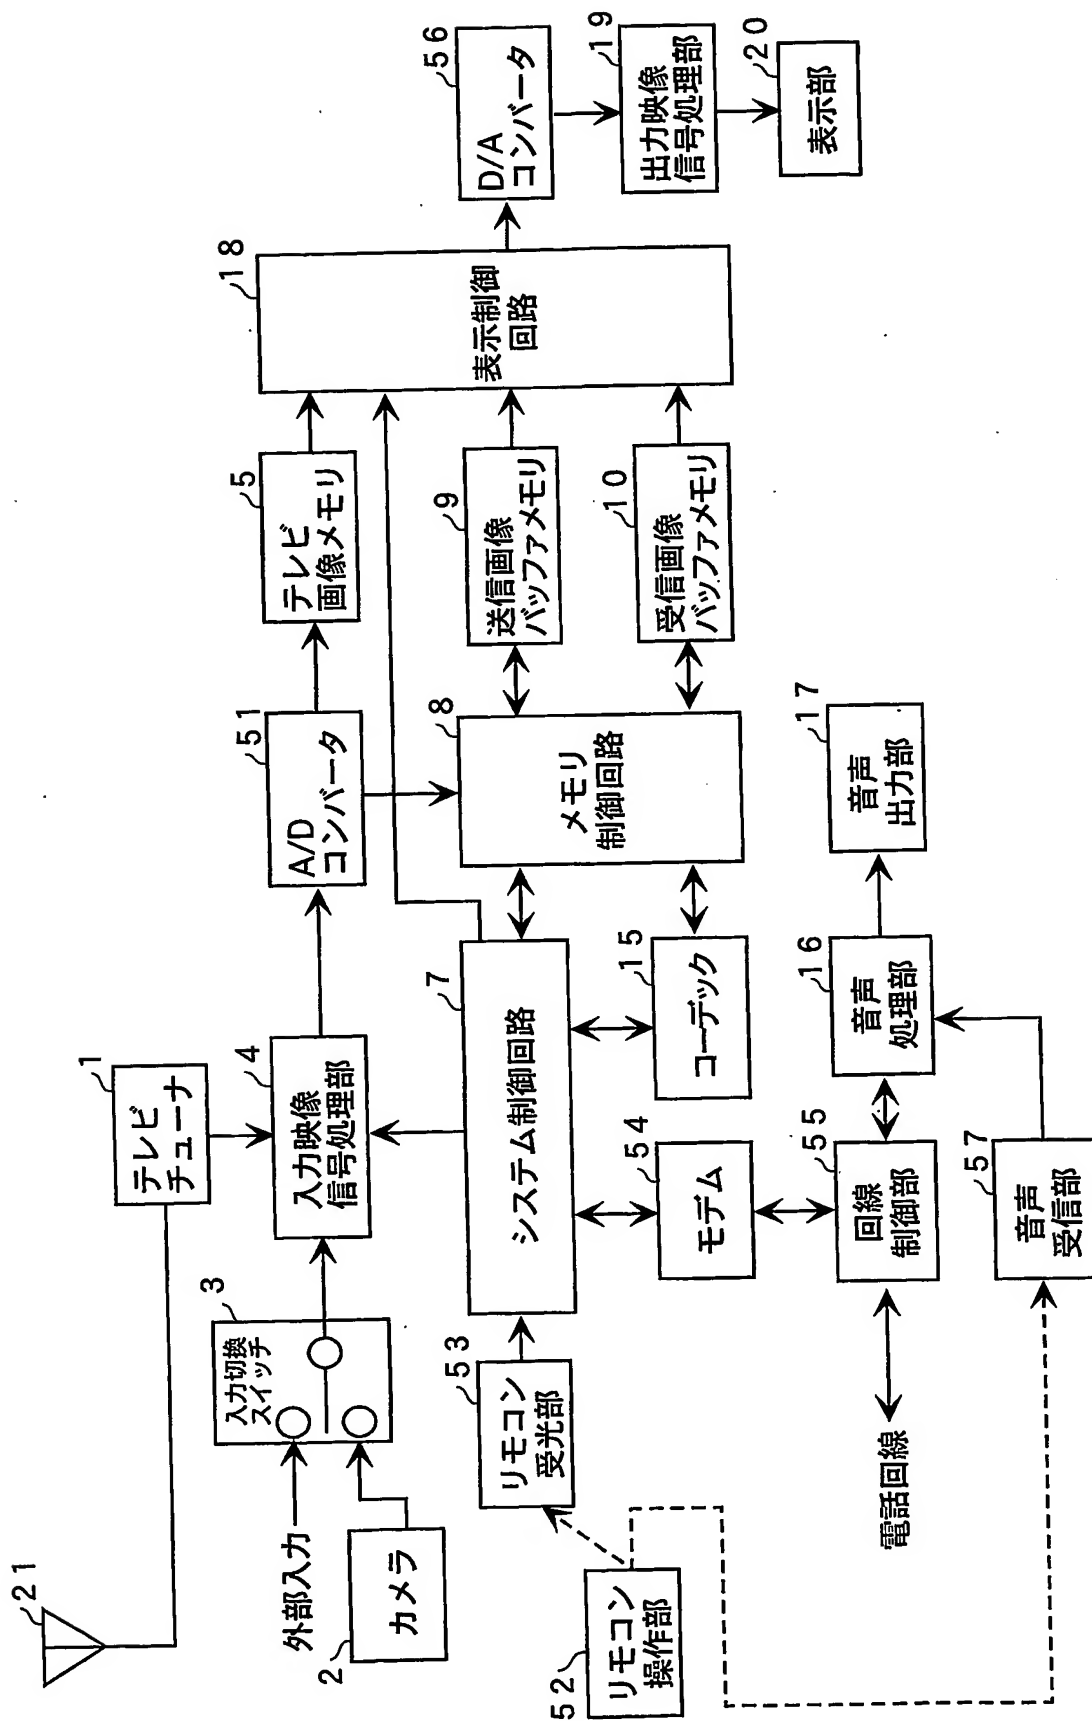 21
1
テレビ
チューナ
外部入力
2
カメラ
3
入力切換
スイッチ
4
入力映像
信号処理部
51
A/D
コンバータ
5
テレビ
画像メモリ
18
表示制御
回路
56
D/A
コンバータ
19
出力映像
信号処理部
20
表示部
52
リモコン
操作部
53
リモコン
受光部
7
システム制御回路
8
メモリ
制御回路
9
送信画像
バッファメモリ
10
受信画像
バッファメモリ
54
モデム
15
コーデック
電話回線
55
回線
制御部
16
音声
処理部
17
音声
出力部
57
音声
受信部